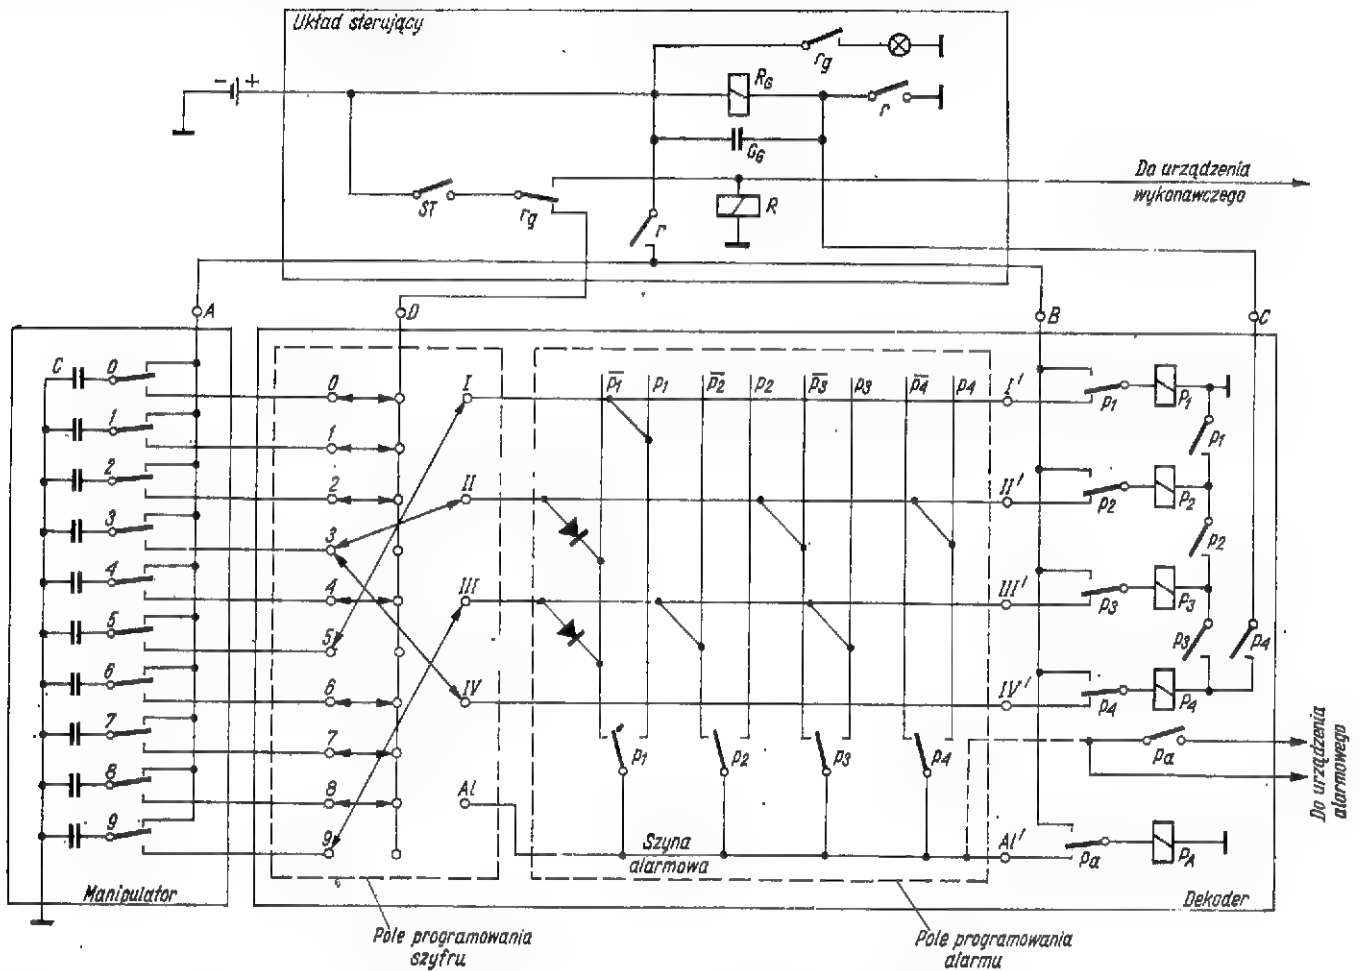 Układ sterujący
- +
rg
RG
r
CG
Do urządzenia
wykonawczego
ST
rg
R
r
A
D
B
C
C
0
1
2
3
4
5
6
7
8
9
Manipulator
0
1
2
3
4
5
6
7
8
9
I
II
III
IV
Al
p1 p1 p2 p2 p3 p3 p4 p4
p1
p2
p3
p4
Szyna
alarmowa
I'
II'
III'
IV'
Al'
p1
P1
p1
p2
P2
p2
p3
P3
p3
p4
p4
P4
pa
pa
PA
Do urządzenia
alarmowego
Dekoder
Pole programowania
szyfru
Pole programowania
alarmu